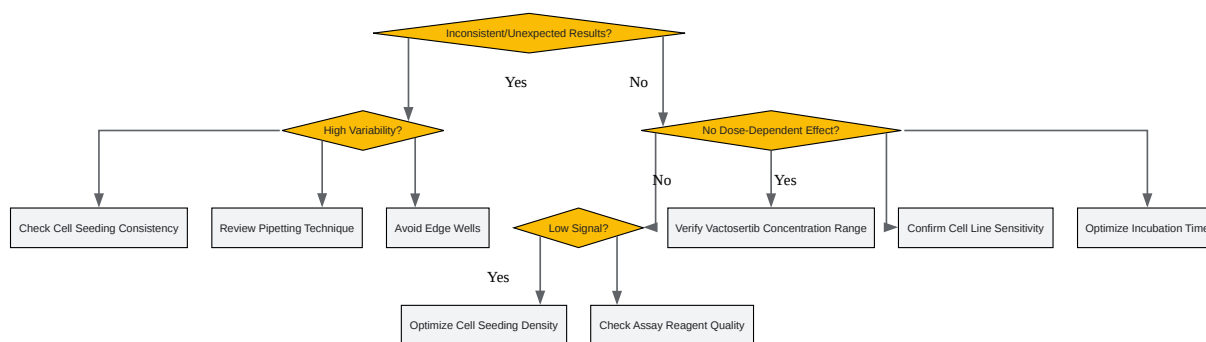 Inconsistent/Unexpected Results?
Yes
No
High Variability?
No Dose-Dependent Effect?
No
Yes
Check Cell Seeding Consistency
Review Pipetting Technique
Avoid Edge Wells
Low Signal?
Verify Vactosertib Concentration Range
Confirm Cell Line Sensitivity
Optimize Incubation Time
Yes
Optimize Cell Seeding Density
Check Assay Reagent Quality